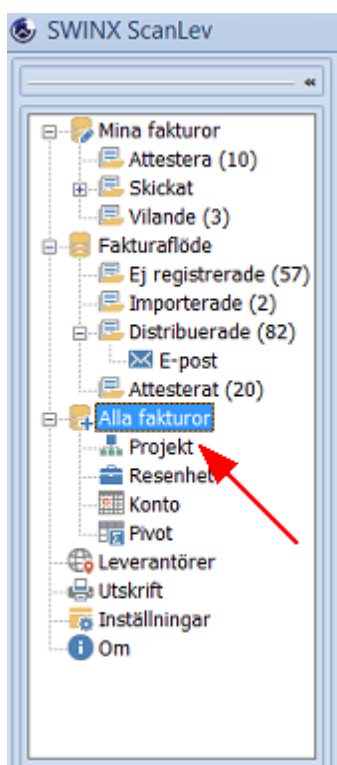 SWINX ScanLev
«
Mina fakturor
Attestera (10)
Skickat
Vilande (3)
Fakturaflöde
Ej registrerade (57)
Importerade (2)
Distribuerade (82)
E-post
Attesterat (20)
Alla fakturor
Projekt
Resenhet
Konto
Pivot
Leverantörer
Utskrift
Inställningar
Om